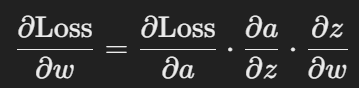 ∂Loss/∂w = ∂Loss/∂a · ∂a/∂z · ∂z/∂w